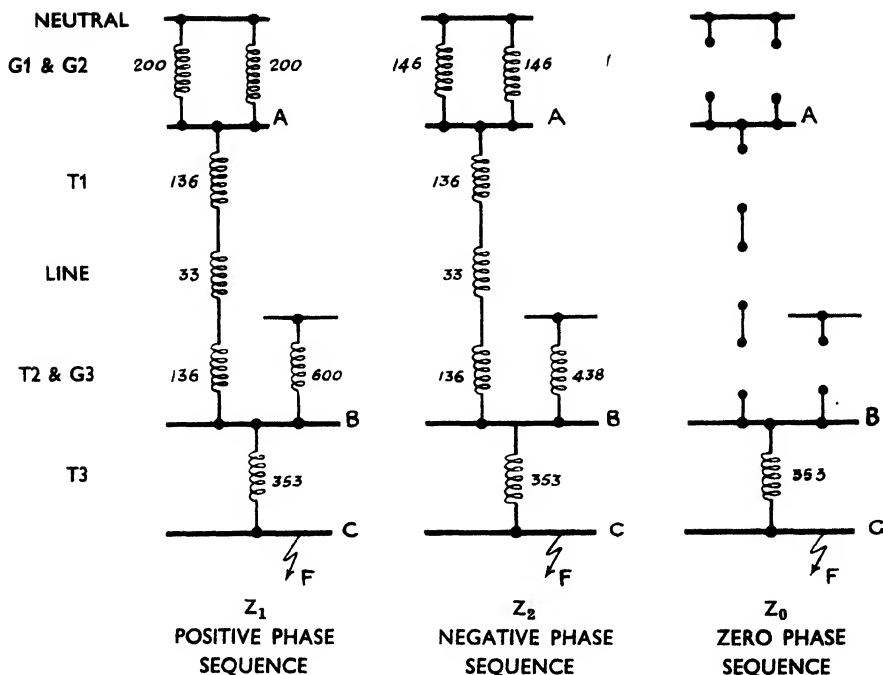 NEUTRAL
G1 & G2
200
200
146
146
A
A
A
T1
136
136
LINE
33
33
T2 & G3
136
600
136
438
B
B
B
T3
353
353
353
C
C
C
F
F
F
Z₁
Z₂
Z₀
POSITIVE PHASE
SEQUENCE
NEGATIVE PHASE
SEQUENCE
ZERO PHASE
SEQUENCE